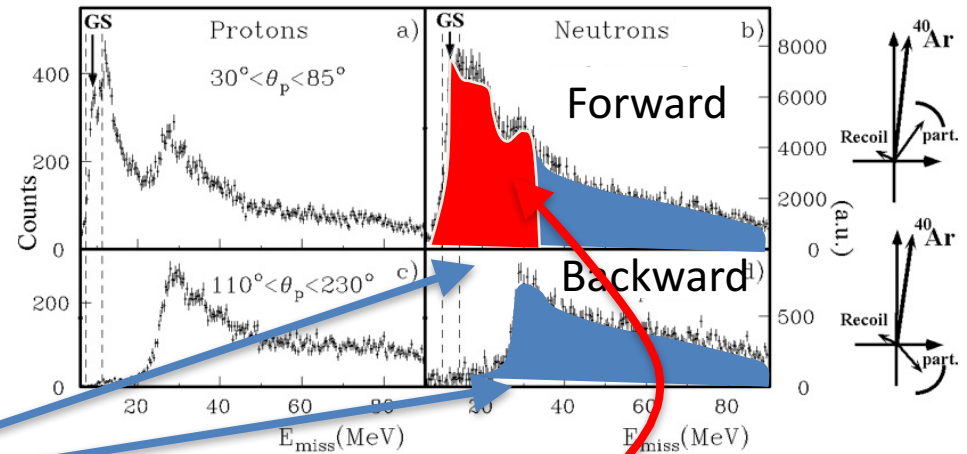 GS
Protons
a)
30°<θp<85°
400
200
0
Counts
GS
Neutrons
b)
Forward
8000
6000
4000
2000
0
(a.u.)
c)
110°<θp<230°
200
0
20
40
60
80
Emiss(MeV)
d)
Backward
500
0
20
40
60
80
Emiss(MeV)
40Ar
Recoil
part.
40Ar
Recoil
part.